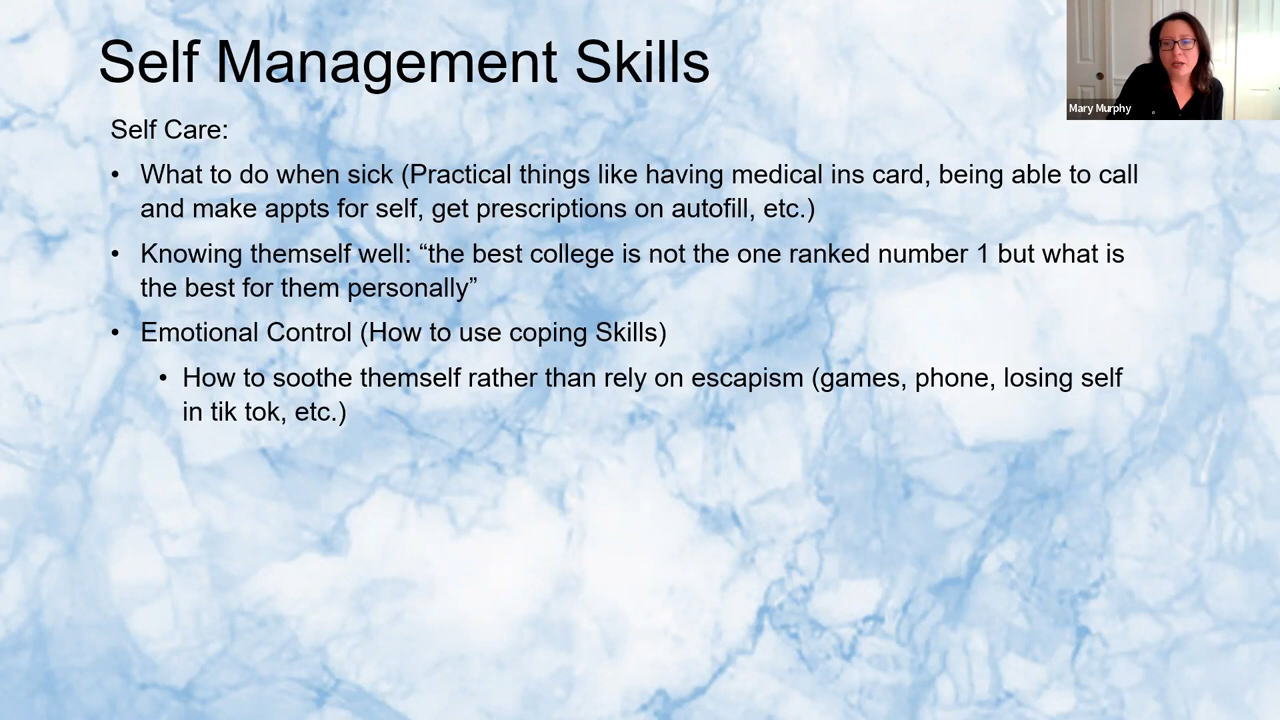 Self Management Skills
Mary Murphy
Self Care:
• What to do when sick (Practical things like having medical ins card, being able to call
and make appts for self, get prescriptions on autofill, etc.)
• Knowing themself well: “the best college is not the one ranked number 1 but what is
the best for them personally”
• Emotional Control (How to use coping Skills)
• How to soothe themself rather than rely on escapism (games, phone, losing self
in tik tok, etc.)